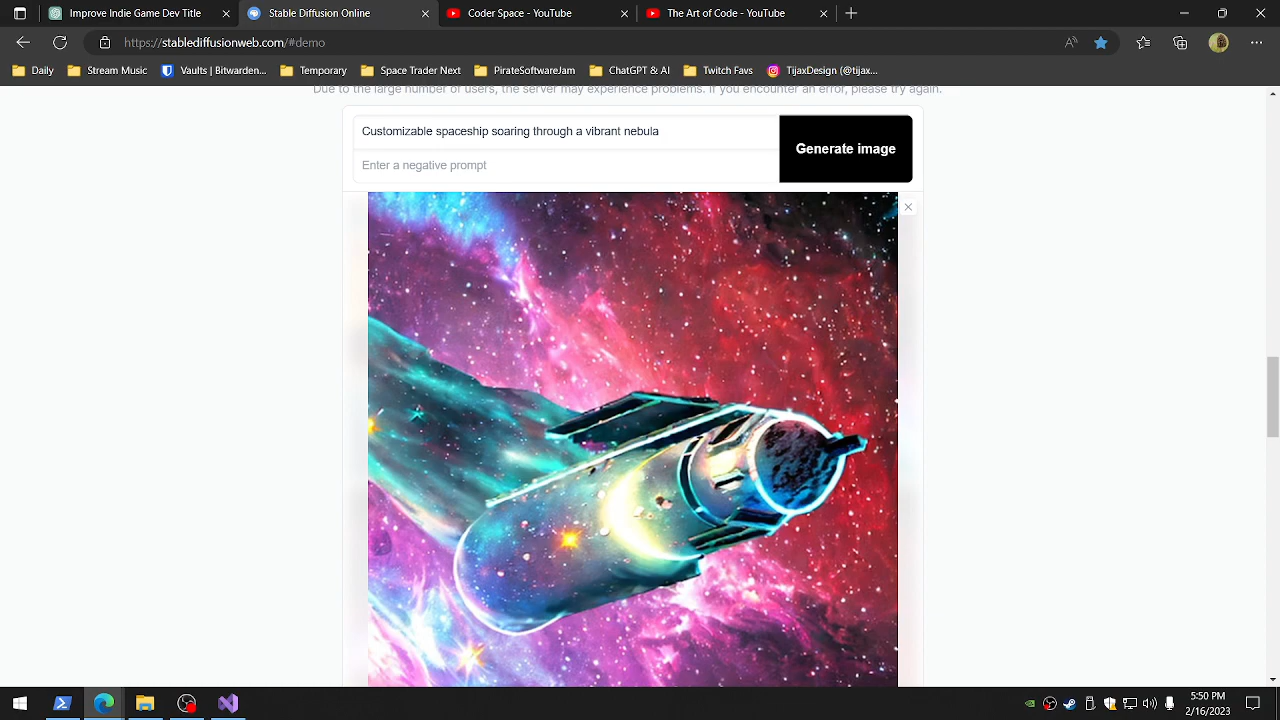 Improving Indie Game Dev Title
Stable Diffusion Online
Coder Space - YouTube
The Art of Code - YouTube
https://stablediffusionweb.com/#demo
Daily
Stream Music
Vaults | Bitwarden...
Temporary
Space Trader Next
PirateSoftwareJam
ChatGPT & AI
Twitch Favs
TijaxDesign (@tijax...
Due to the large number of users, the server may experience problems. If you encounter an error, please try again.
Customizable spaceship soaring through a vibrant nebula
Generate image
Enter a negative prompt
5:50 PM
2/16/2023